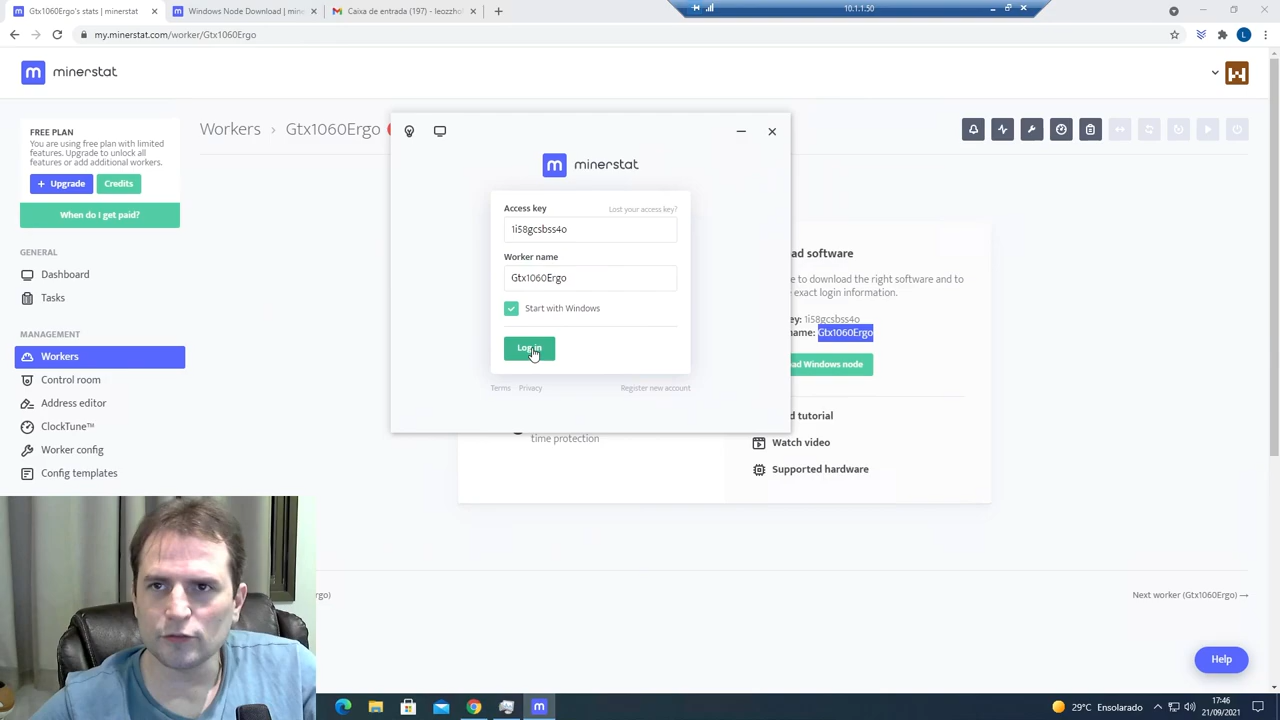 Gtx1060Ergo's stats | minerstat
Windows Node Download | mine
Caixa de entrada (197) - leozzhol
10.1.1.50
my.minerstat.com/worker/Gtx1060Ergo
L
m minerstat
FREE PLAN
You are using free plan with limited
features. Upgrade to unlock all
features or add additional workers.
+ Upgrade
Credits
When do I get paid?
GENERAL
Dashboard
Tasks
MANAGEMENT
Workers
Control room
Address editor
ClockTune™
Worker config
Config templates
Workers > Gtx1060Ergo
m minerstat
Access key
Lost your access key?
1i58gcsbss4o
Worker name
Gtx1060Ergo
Start with Windows
Log in
Terms
Privacy
Register new account
time protection
ad software
e to download the right software and to
e exact login information.
ey: 1i58gcsbss4o
name: Gtx1060Ergo
ad Windows node
d tutorial
Watch video
Supported hardware
rgo)
Next worker (Gtx1060Ergo) →
Help
29°C Ensolarado
17:46
21/09/2021